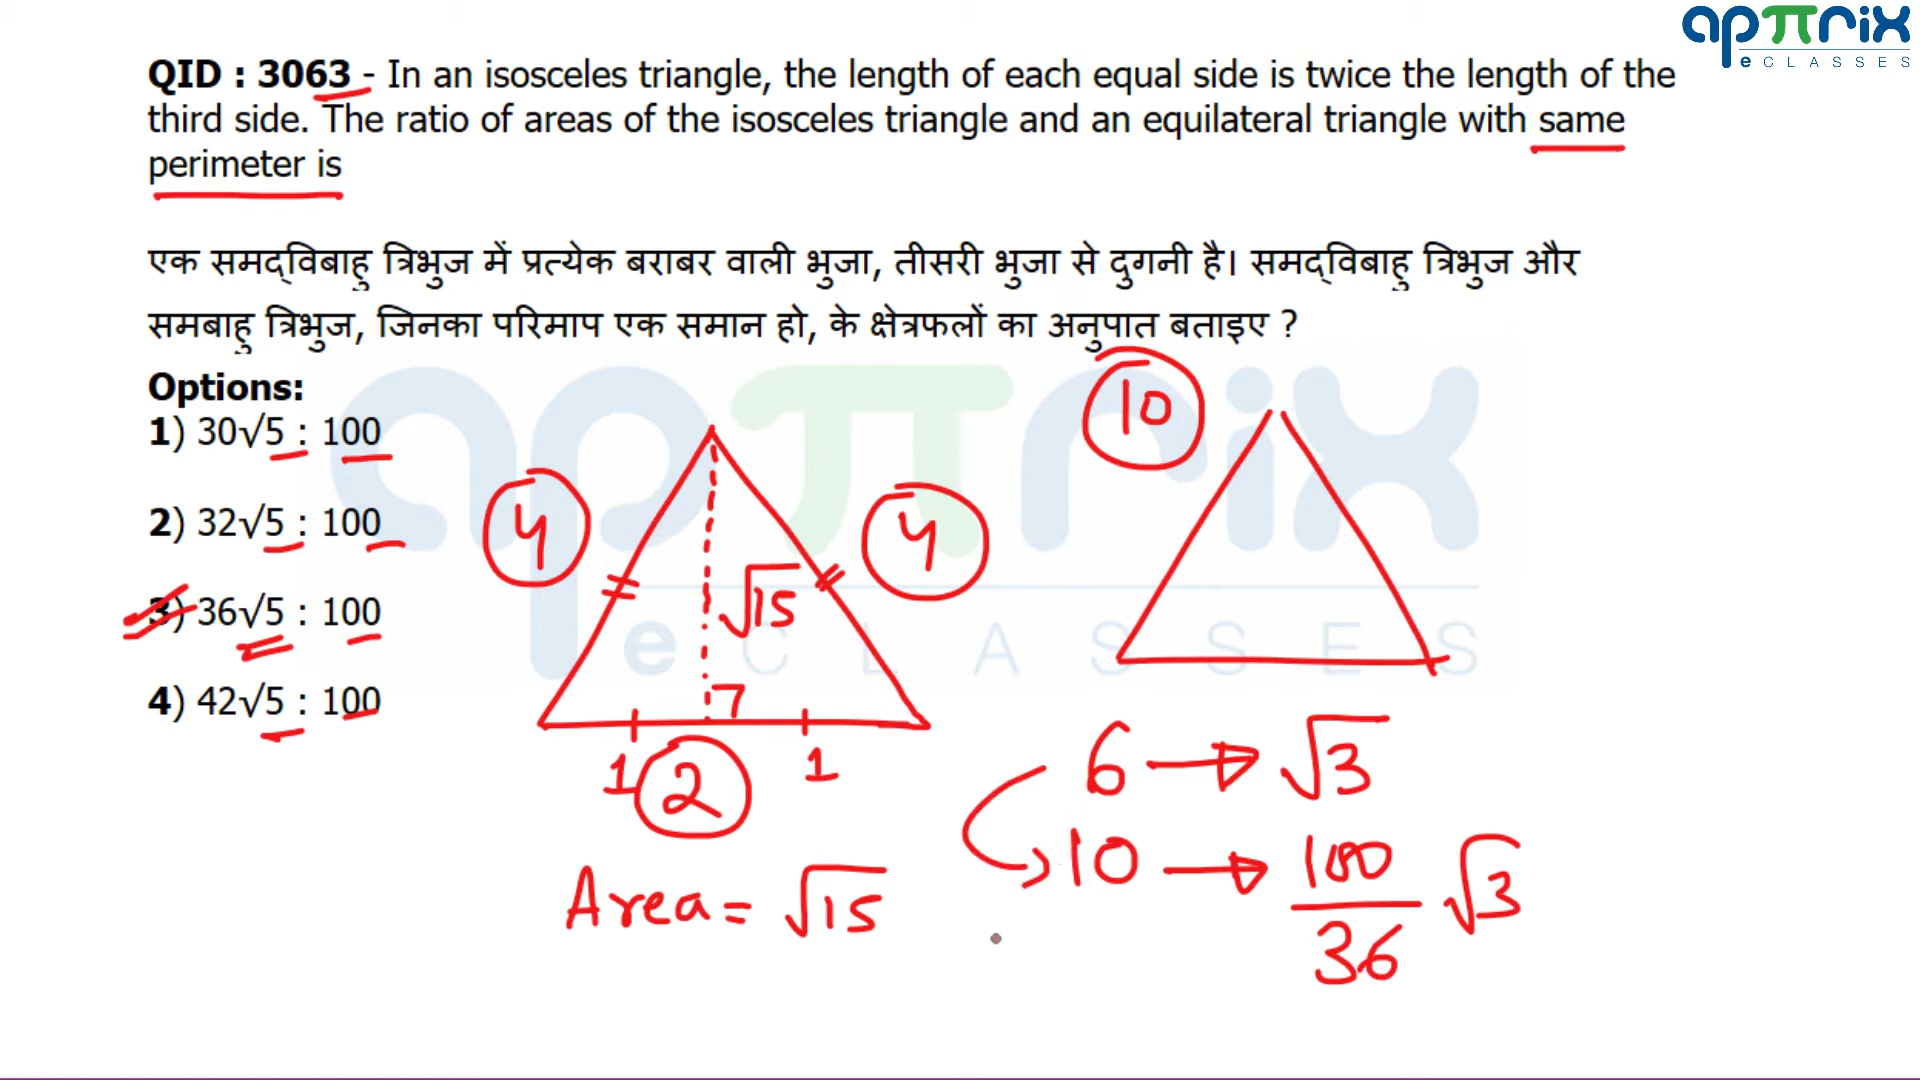 apπrix
e CLASSES
QID : 3063 - In an isosceles triangle, the length of each equal side is twice the length of the
third side. The ratio of areas of the isosceles triangle and an equilateral triangle with same
perimeter is
एक समद्विबाहु त्रिभुज में प्रत्येक बराबर वाली भुजा, तीसरी भुजा से दुगनी है। समद्विबाहु त्रिभुज और
समबाहु त्रिभुज, जिनका परिमाप एक समान हो, के क्षेत्रफलों का अनुपात बताइए ?
Options:
1) 30√5 : 100
2) 32√5 : 100
3) 36√5 : 100
4) 42√5 : 100
apπrix
e CLASSES
10
4
4
√15
1
2
1
Area = √15
6 → √3
10 → 100/36 √3